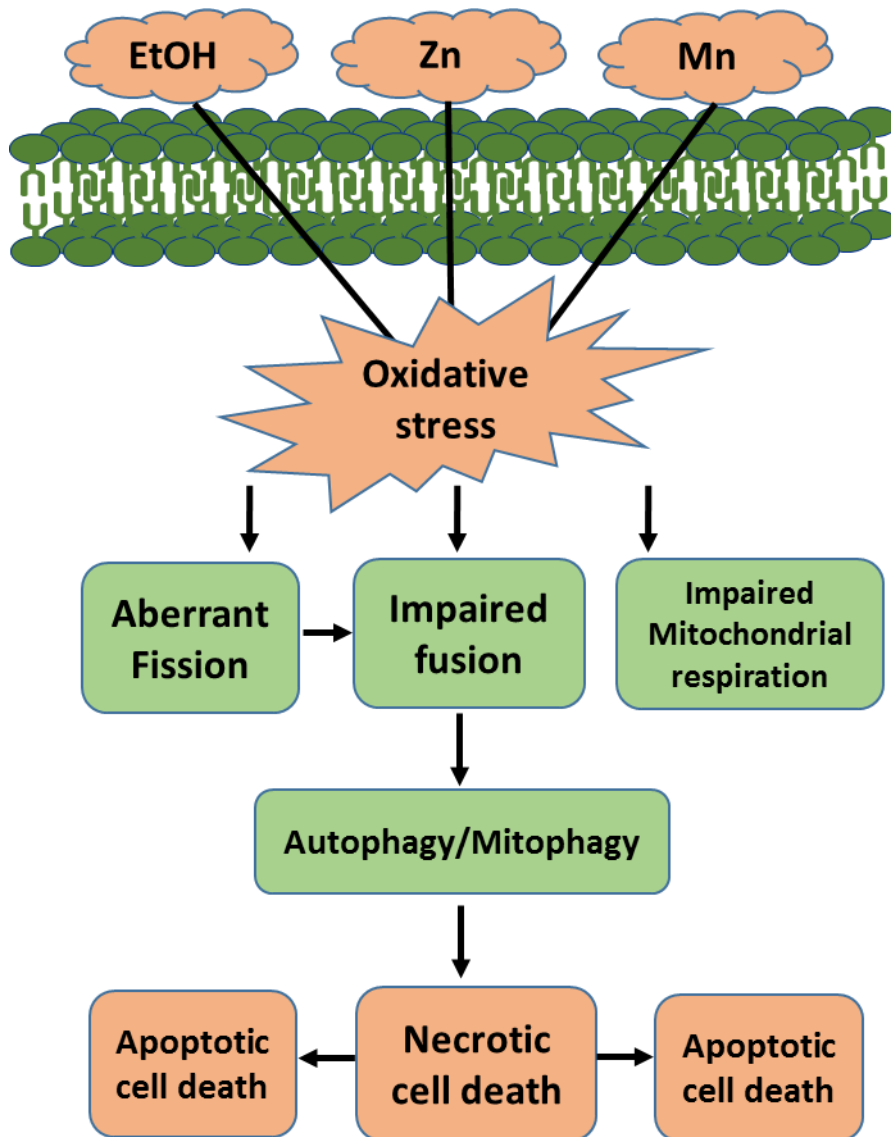 EtOH
Zn
Mn
Oxidative
stress
Aberrant
Fission
Impaired
fusion
Impaired
Mitochondrial
respiration
Autophagy/Mitophagy
Apoptotic
cell death
Necrotic
cell death
Apoptotic
cell death